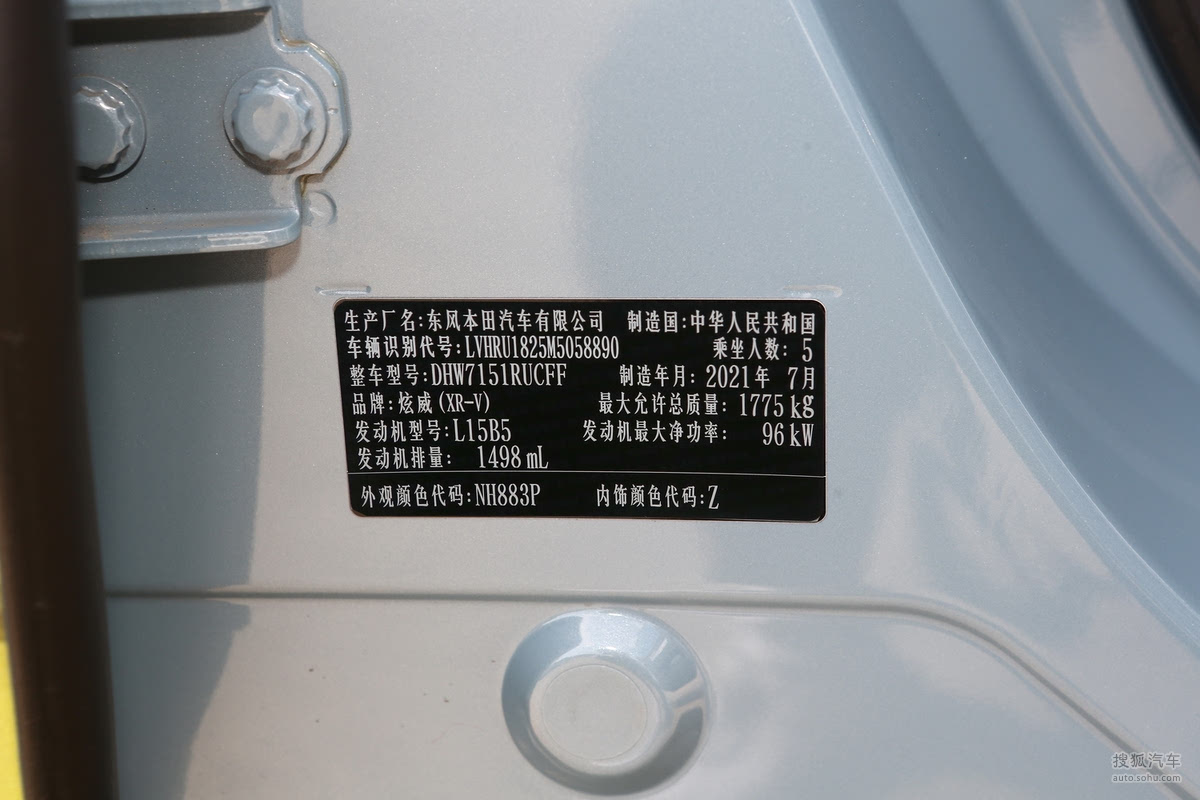 生产厂名:东风本田汽车有限公司 制造国:中华人民共和国
车辆识别代号:LVHRU1825M5058890 乘坐人数: 5
整车型号:DHW7151RUCFF 制造年月: 2021年 7月
品牌:炫威(XR-V) 最大允许总质量: 1775kg
发动机型号:L15B5 发动机最大净功率: 96kW
发动机排量: 1498mL
外观颜色代码:NH883P 内饰颜色代码:Z
搜狐汽车
auto.sohu.com